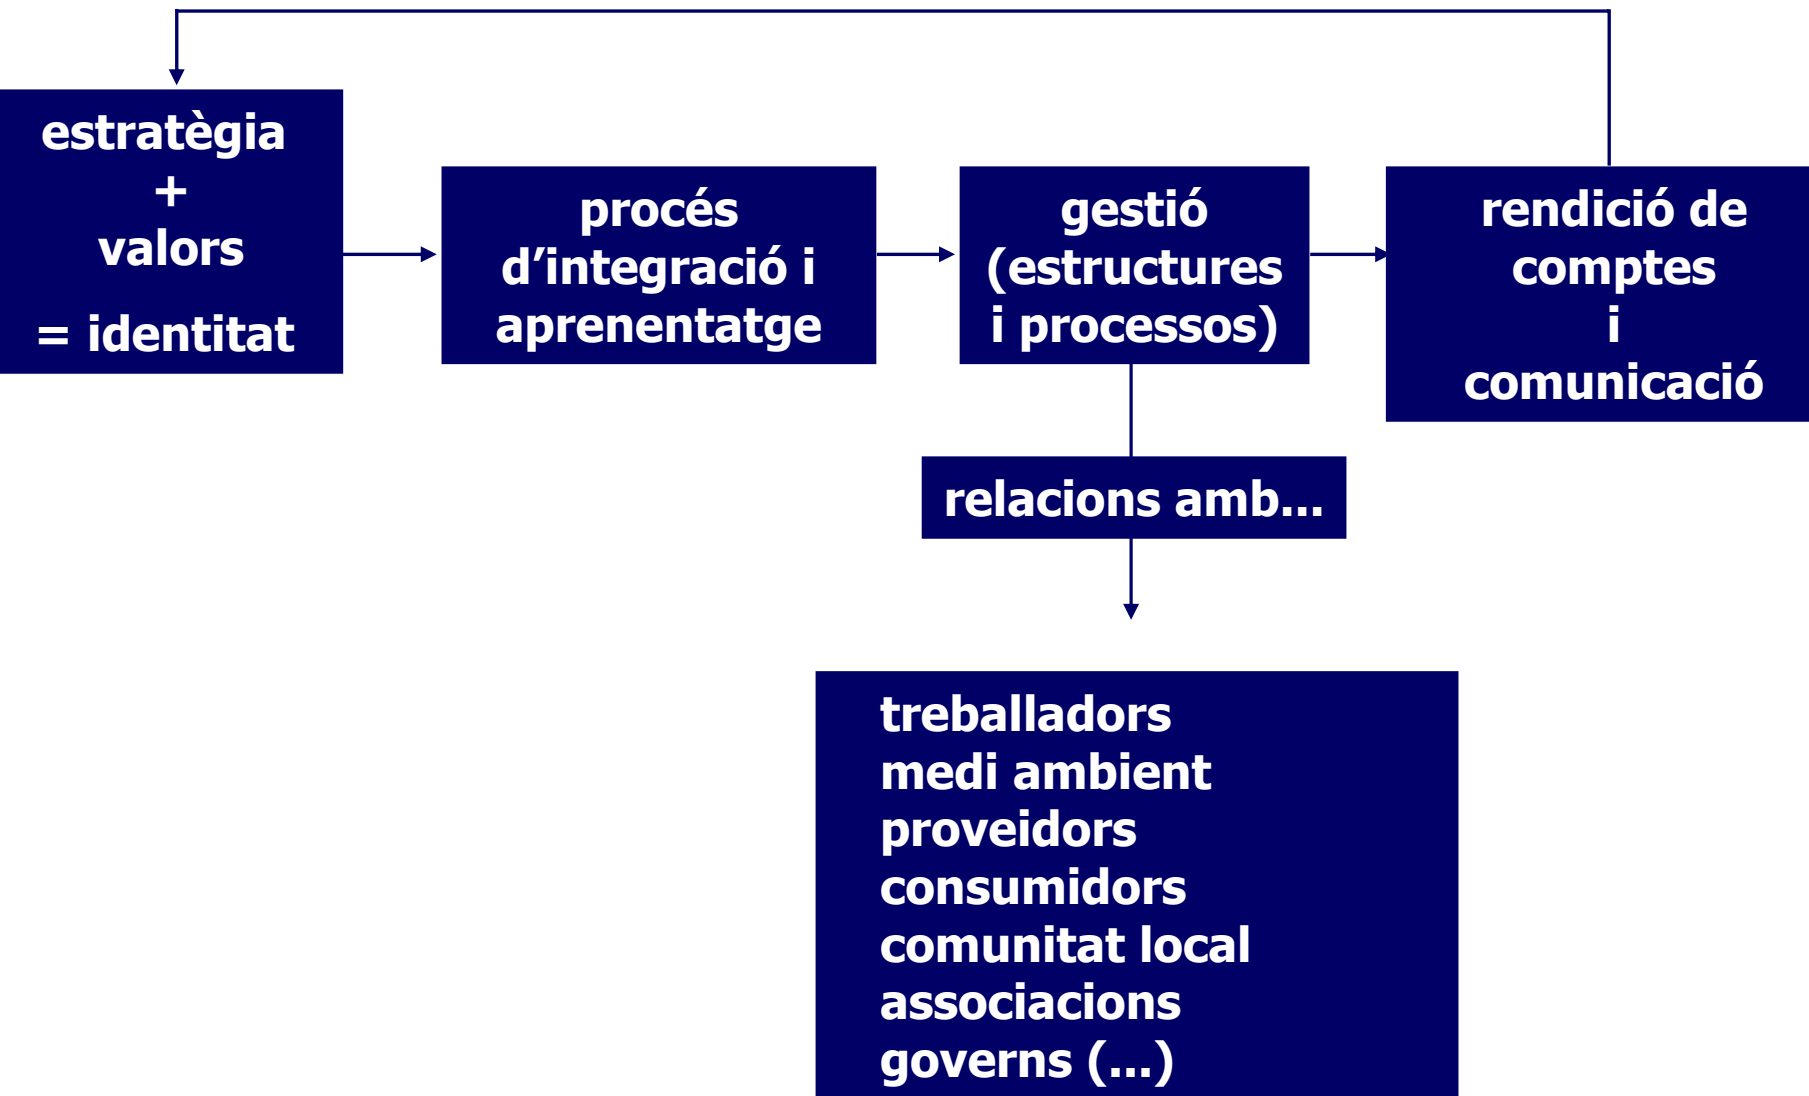 estratègia
+
valors
= identitat
procés
d’integració i
aprenentatge
gestió
(estructures
i processos)
rendició de
comptes
i
comunicació
relacions amb...
treballadors
medi ambient
proveidors
consumidors
comunitat local
associacions
governs (...)